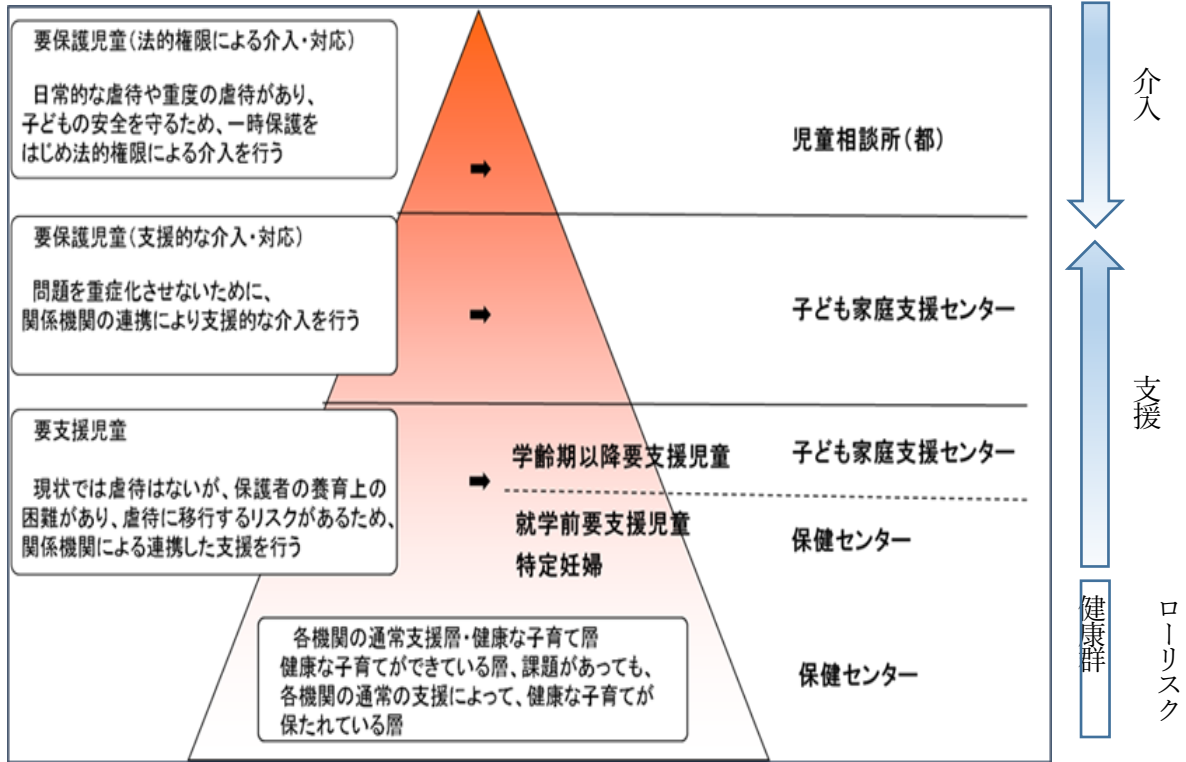 要保護児童(法的権限による介入・対応)
日常的な虐待や重度の虐待があり、
子どもの安全を守るため、一時保護を
はじめ法的権限による介入を行う
児童相談所(都)
介入
要保護児童(支援的な介入・対応)
問題を重症化させないために、
関係機関の連携により支援的な介入を行う
子ども家庭支援センター
支援
要支援児童
現状では虐待はないが、保護者の養育上の
困難があり、虐待に移行するリスクがあるため、
関係機関による連携した支援を行う
学齢期以降要支援児童
子ども家庭支援センター
就学前要支援児童
特定妊婦
保健センター
各機関の通常支援層・健康な子育て層
健康な子育てができている層、課題があっても、
各機関の通常の支援によって、健康な子育てが
保たれている層
保健センター
健康群
ローリスク